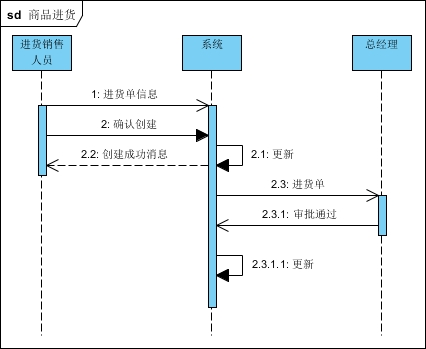 sd 商品进货
进货销售
人员
系统
总经理
1: 进货单信息
2: 确认创建
2.1: 更新
2.2: 创建成功消息
2.3: 进货单
2.3.1: 审批通过
2.3.1.1: 更新